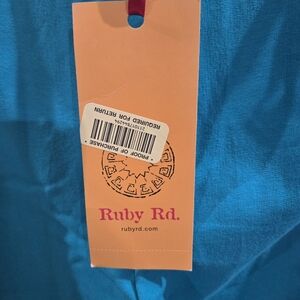 * PROOF OF PURCHASE *
REQUIRED FOR RETURN
Ruby Rd.
rubyrd.com